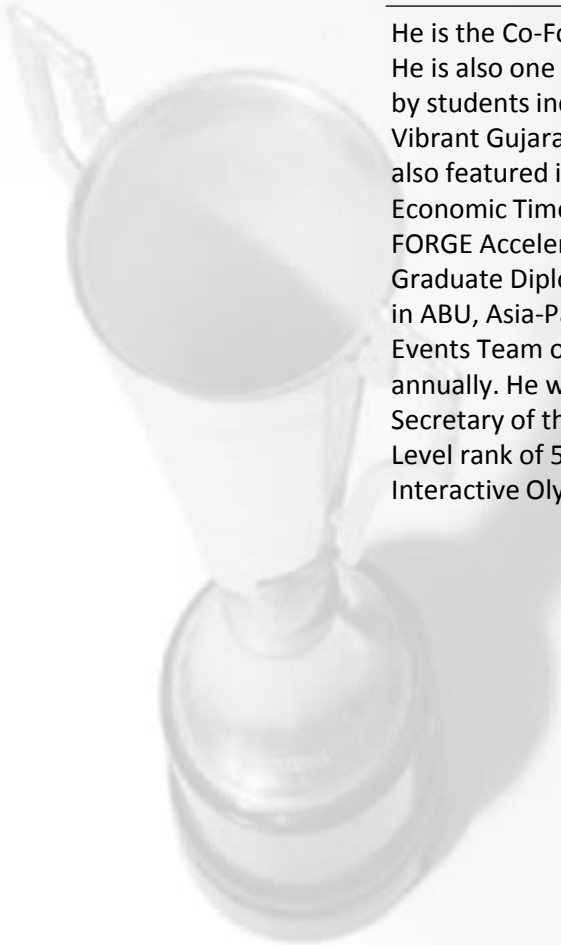 He is the Co-Fo
He is also one
by students inc
Vibrant Gujara
also featured i
Economic Time
FORGE Acceler
Graduate Diplo
in ABU, Asia-Pa
Events Team o
annually. He w
Secretary of th
Level rank of 5
Interactive Oly